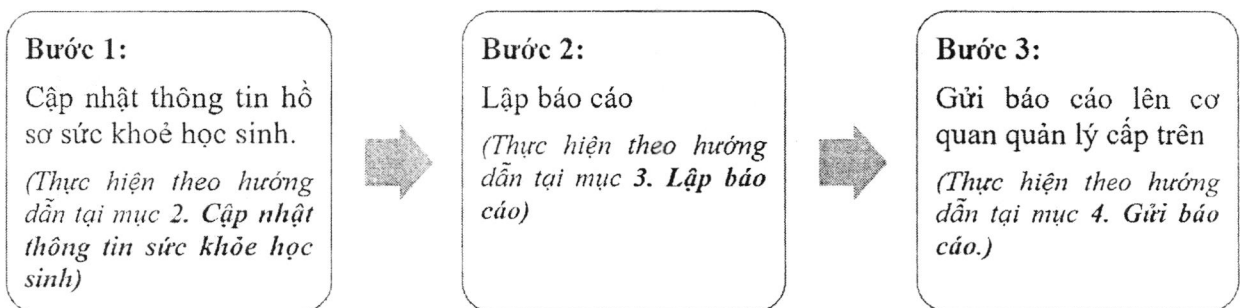 Bước 1:
Cập nhật thông tin hồ
sơ sức khoẻ học sinh.
(Thực hiện theo hướng
dẫn tại mục 2. Cập nhật
thông tin sức khỏe học
sinh)
Bước 2:
Lập báo cáo
(Thực hiện theo hướng
dẫn tại mục 3. Lập báo
cáo)
Bước 3:
Gửi báo cáo lên cơ
quan quản lý cấp trên
(Thực hiện theo hướng
dẫn tại mục 4. Gửi báo
cáo.)